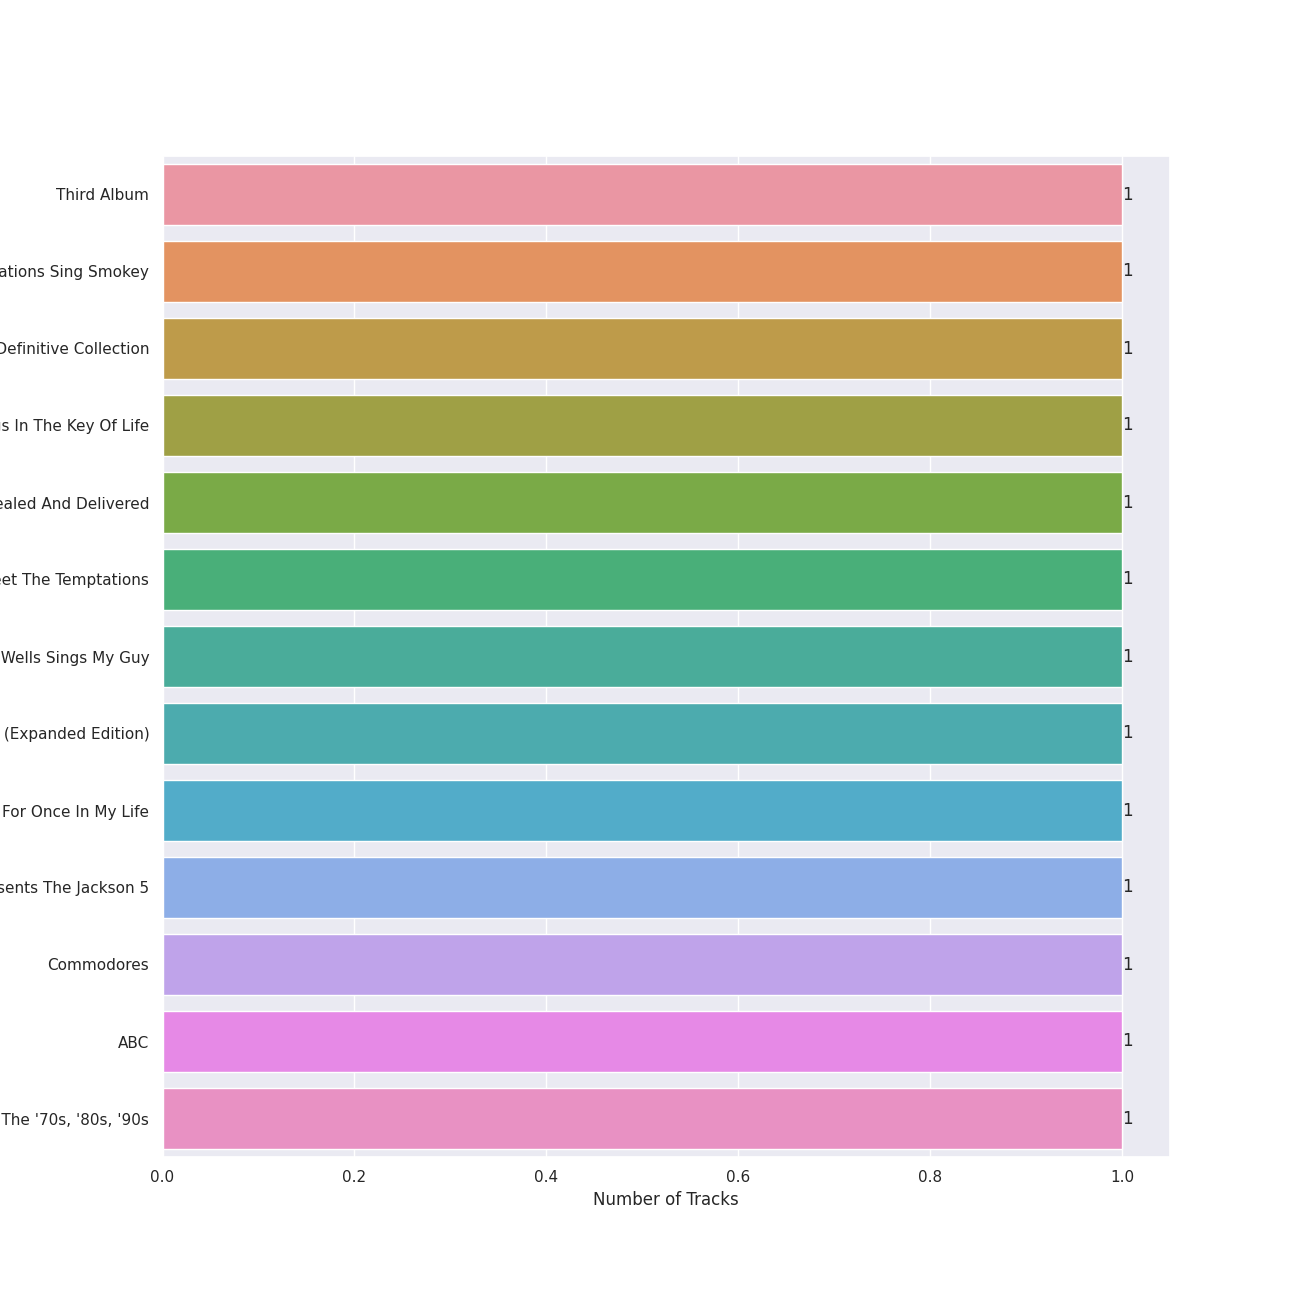 Third Album 1
ations Sing Smokey 1
Definitive Collection 1
s In The Key Of Life 1
ealed And Delivered 1
et The Temptations 1
Wells Sings My Guy 1
(Expanded Edition) 1
For Once In My Life 1
sents The Jackson 5 1
Commodores 1
ABC 1
The '70s, '80s, '90s 1
0.0 0.2 0.4 0.6 0.8 1.0
Number of Tracks